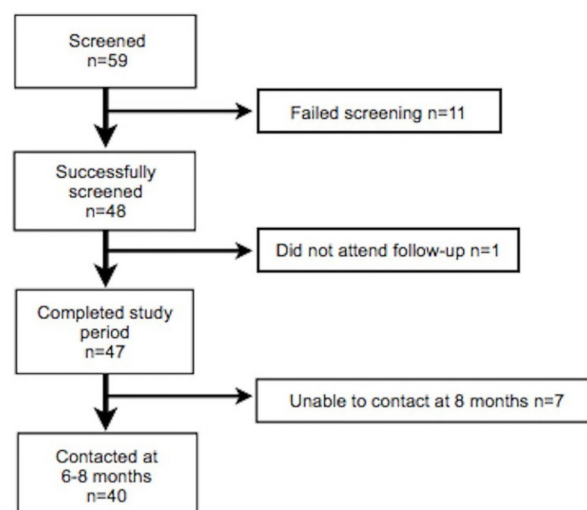 Screened
n=59
Failed screening n=11
Successfully
screened
n=48
Did not attend follow-up n=1
Completed study
period
n=47
Unable to contact at 8 months n=7
Contacted at
6-8 months
n=40